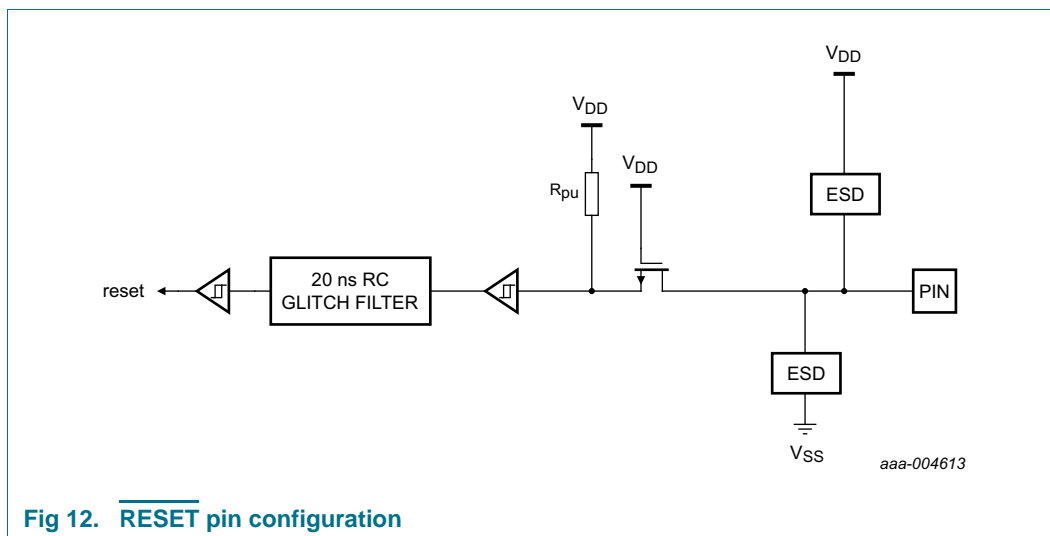 VDD
VDD
VDD
Rpu
ESD
reset
20 ns RC
GLITCH FILTER
PIN
ESD
VSS
aaa-004613
Fig 12. RESET pin configuration